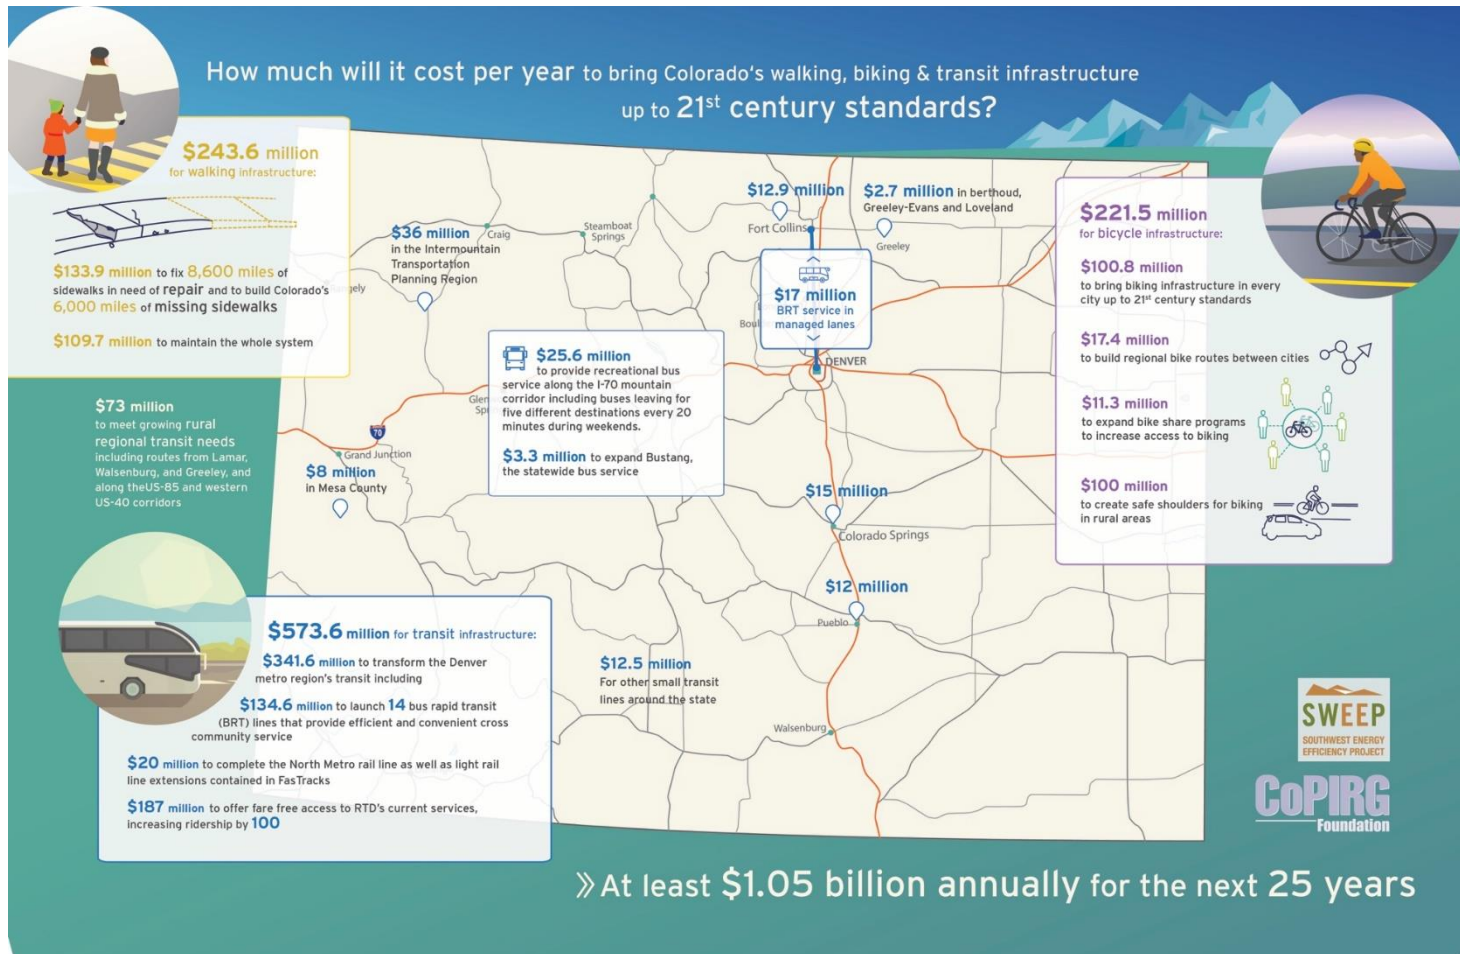 How much will it cost per year to bring Colorado's walking, biking & transit infrastructure
up to 21st century standards?
$243.6 million
for walking infrastructure:
$133.9 million to fix 8,600 miles of
sidewalks in need of repair and to build Colorado's
6,000 miles of missing sidewalks
$109.7 million to maintain the whole system
$73 million
to meet growing rural
regional transit needs
including routes from Lamar,
Walsenburg, and Greeley, and
along theUS-85 and western
US-40 corridors
$36 million
in the Intermountain
Transportation
Planning Region
Craig
Steamboat
Springs
$12.9 million
Fort Collins
$2.7 million in berthoud,
Greeley-Evans and Loveland
Greeley
$17 million
BRT service in
managed lanes
DENVER
$25.6 million
to provide recreational bus
service along the I-70 mountain
corridor including buses leaving for
five different destinations every 20
minutes during weekends.
$3.3 million to expand Bustang,
the statewide bus service
70
Grand Junction
$8 million
in Mesa County
$15 million
Colorado Springs
$12 million
Pueblo
$12.5 million
For other small transit
lines around the state
Walsenburg
$221.5 million
for bicycle infrastructure:
$100.8 million
to bring biking infrastructure in every
city up to 21st century standards
$17.4 million
to build regional bike routes between cities
$11.3 million
to expand bike share programs
to increase access to biking
$100 million
to create safe shoulders for biking
in rural areas
$573.6 million for transit infrastructure:
$341.6 million to transform the Denver
metro region's transit including
$134.6 million to launch 14 bus rapid transit
(BRT) lines that provide efficient and convenient cross
community service
$20 million to complete the North Metro rail line as well as light rail
line extensions contained in FasTracks
$187 million to offer fare free access to RTD's current services,
increasing ridership by 100
SWEEP
SOUTHWEST ENERGY
EFFICIENCY PROJECT
CoPIRG
Foundation
» At least $1.05 billion annually for the next 25 years